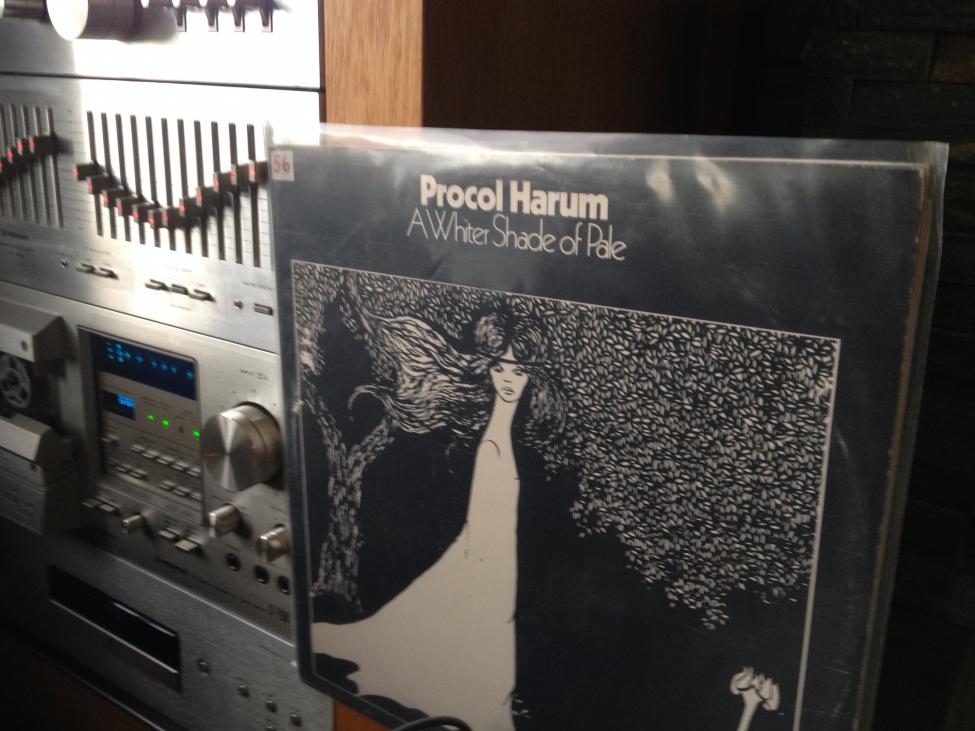 56
Procol Harum
A Whiter Shade of Pale